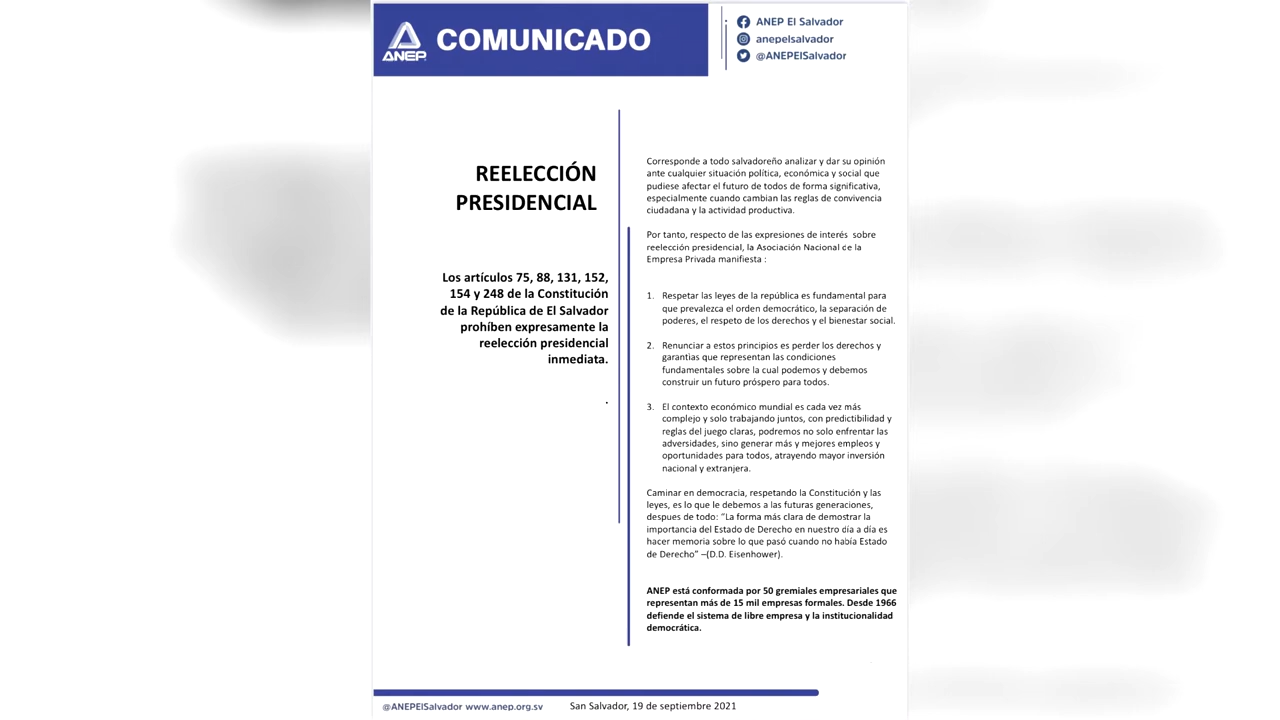 ANEP
COMUNICADO
ANEP El Salvador
anepelsalvador
@ANEPElSalvador
REELECCIÓN
PRESIDENCIAL
Los artículos 75, 88, 131, 152,
154 y 248 de la Constitución
de la República de El Salvador
prohíben expresamente la
reelección presidencial
inmediata.
.
Corresponde a todo salvadoreño analizar y dar su opinión
ante cualquier situación política, económica y social que
pudiese afectar el futuro de todos de forma significativa,
especialmente cuando cambian las reglas de convivencia
ciudadana y la actividad productiva.
Por tanto, respecto de las expresiones de interés sobre
reelección presidencial, la Asociación Nacional de la
Empresa Privada manifiesta :
1. Respetar las leyes de la república es fundamental para
que prevalezca el orden democrático, la separación de
poderes, el respeto de los derechos y el bienestar social.
2. Renunciar a estos principios es perder los derechos y
garantias que representan las condiciones
fundamentales sobre la cual podemos y debemos
construir un futuro próspero para todos.
3. El contexto económico mundial es cada vez más
complejo y solo trabajando juntos, con predictibilidad y
reglas del juego claras, podremos no solo enfrentar las
adversidades, sino generar más y mejores empleos y
oportunidades para todos, atrayendo mayor inversión
nacional y extranjera.
Caminar en democracia, respetando la Constitución y las
leyes, es lo que le debemos a las futuras generaciones,
despues de todo: “La forma más clara de demostrar la
importancia del Estado de Derecho en nuestro día a día es
hacer memoria sobre lo que pasó cuando no había Estado
de Derecho” –(D.D. Eisenhower).
ANEP está conformada por 50 gremiales empresariales que
representan más de 15 mil empresas formales. Desde 1966
defiende el sistema de libre empresa y la institucionalidad
democrática.
@ANEPElSalvador www.anep.org.sv San Salvador, 19 de septiembre 2021